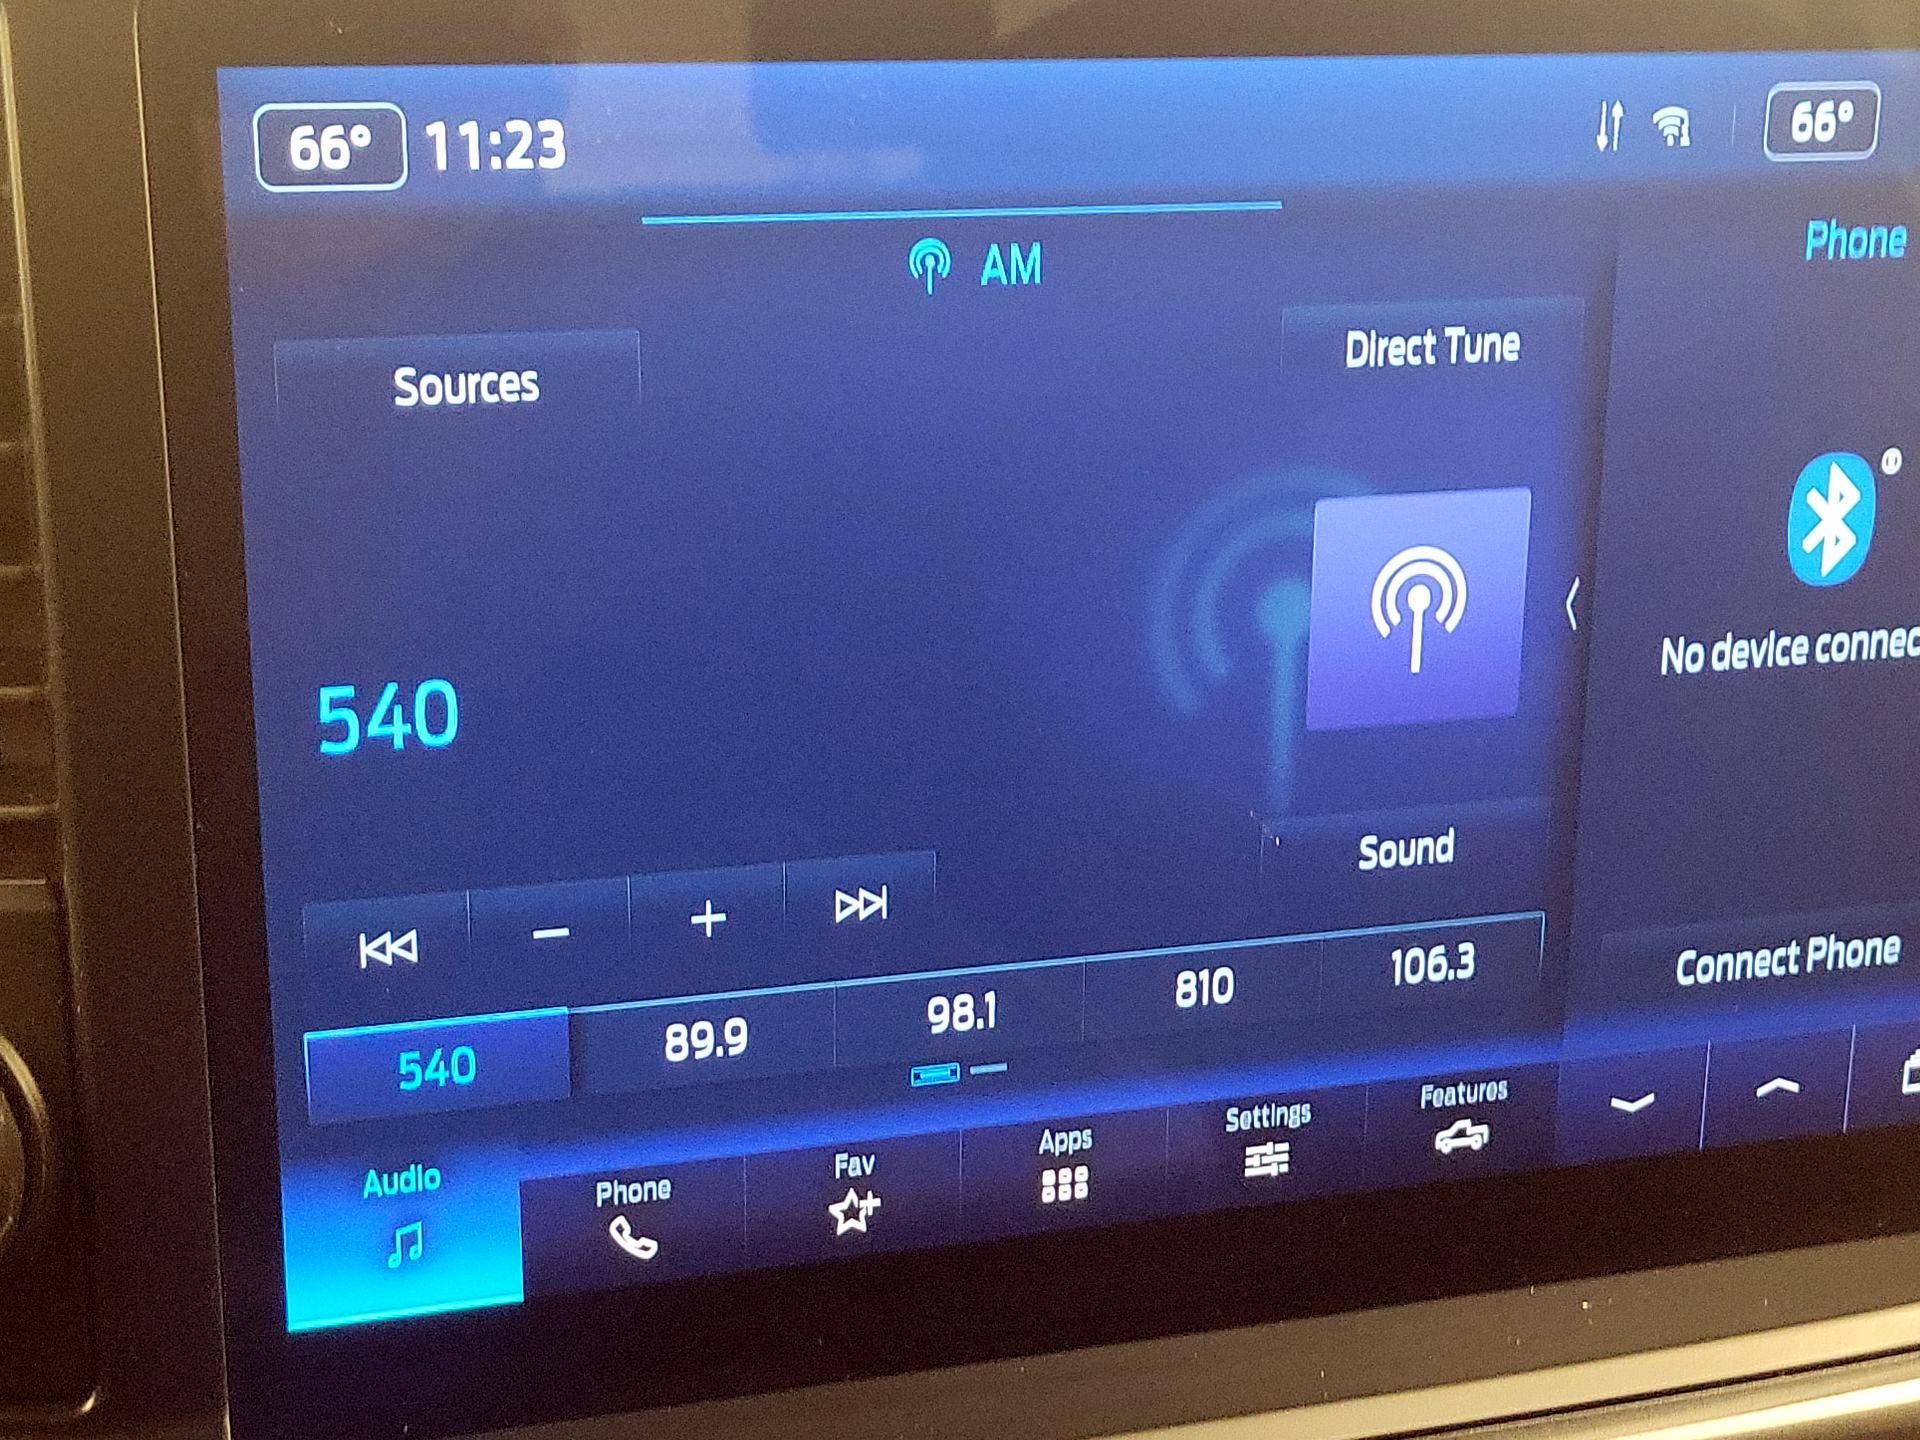 66° 11:23
66°
AM
Phone
Sources
Direct Tune
No device connec
540
Sound
Connect Phone
540 89.9 98.1 810 106.3
Audio Phone Fav Apps Settings Features